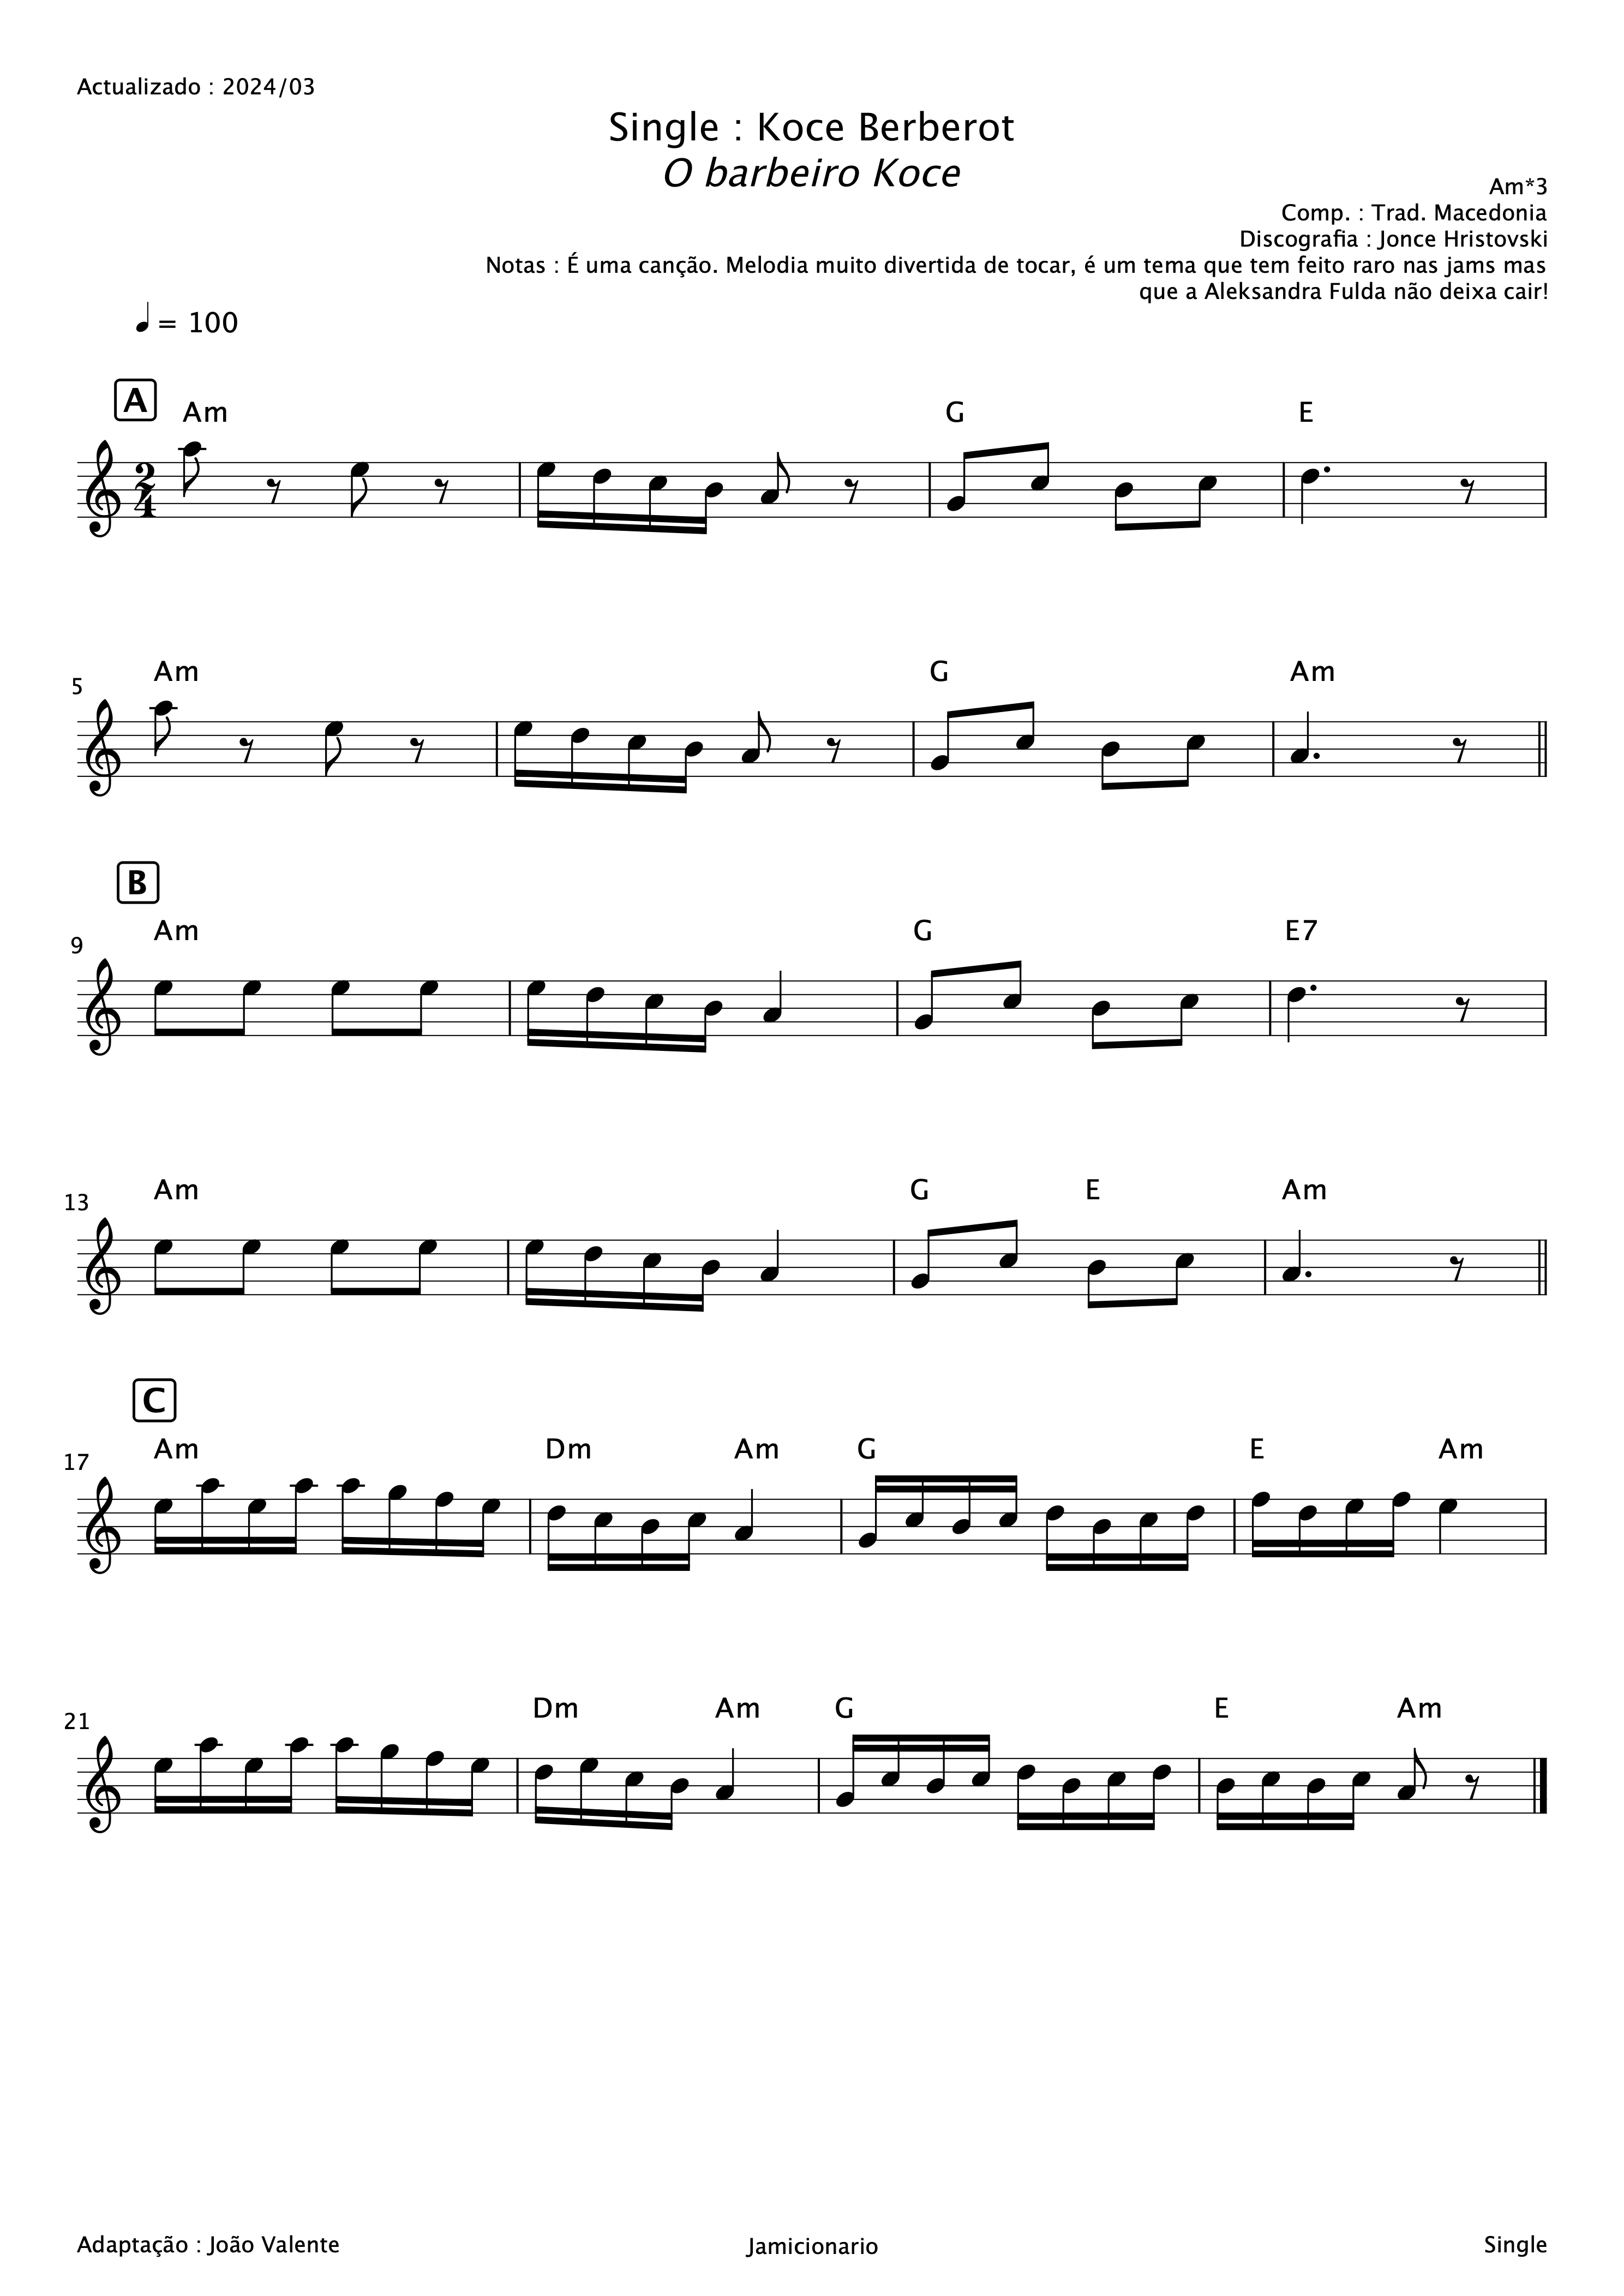 Actualizado : 2024/03
Single : Koce Berberot
O barbeiro Koce
Am*3
Comp. : Trad. Macedonia
Discografia : Jonce Hristovski
Notas : É uma canção. Melodia muito divertida de tocar, é um tema que tem feito raro nas jams mas
que a Aleksandra Fulda não deixa cair!
= 100
A
Am G E
2
4
5
Am G Am
B
9
Am G E7
13
Am G E Am
C
17
Am Dm Am G E Am
21
Dm Am G E Am
Adaptação : João Valente Jamicionario Single